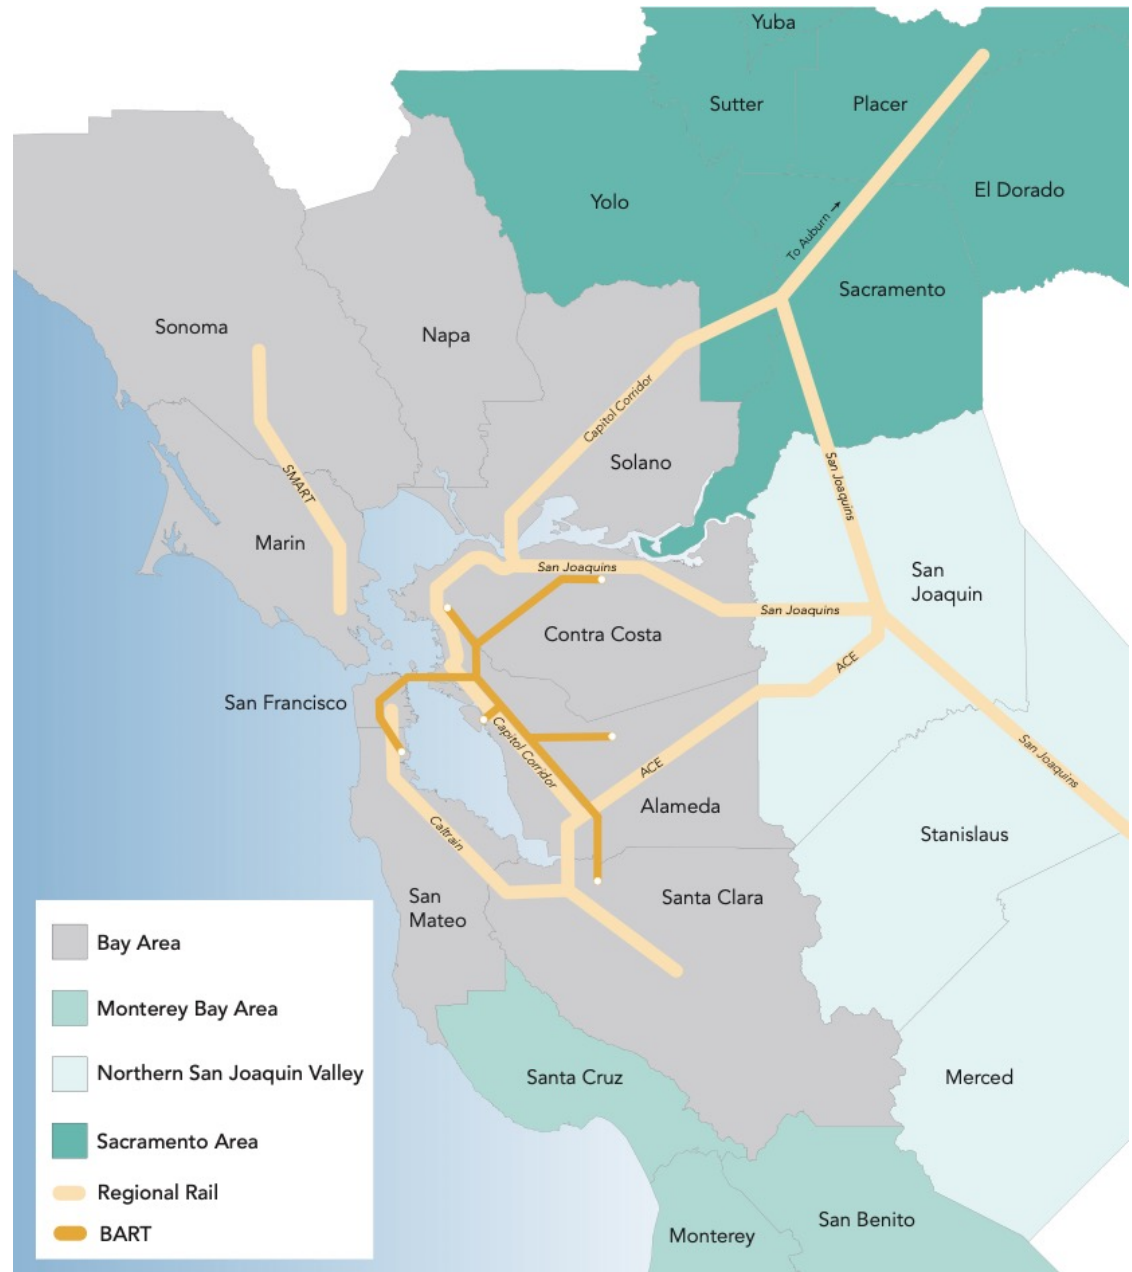 Yuba
Sutter
Placer
Yolo
El Dorado
To Auburn →
Sacramento
Sonoma
Napa
Capitol Corridor
Solano
SMART
San Joaquins
Marin
San Joaquins
San
Joaquin
San Joaquins
Contra Costa
ACE
San Francisco
Capitol Corridor
San Joaquins
ACE
Alameda
Caltrain
Stanislaus
San
Mateo
Santa Clara
Bay Area
Monterey Bay Area
Northern San Joaquin Valley
Sacramento Area
Regional Rail
BART
Santa Cruz
Merced
San Benito
Monterey